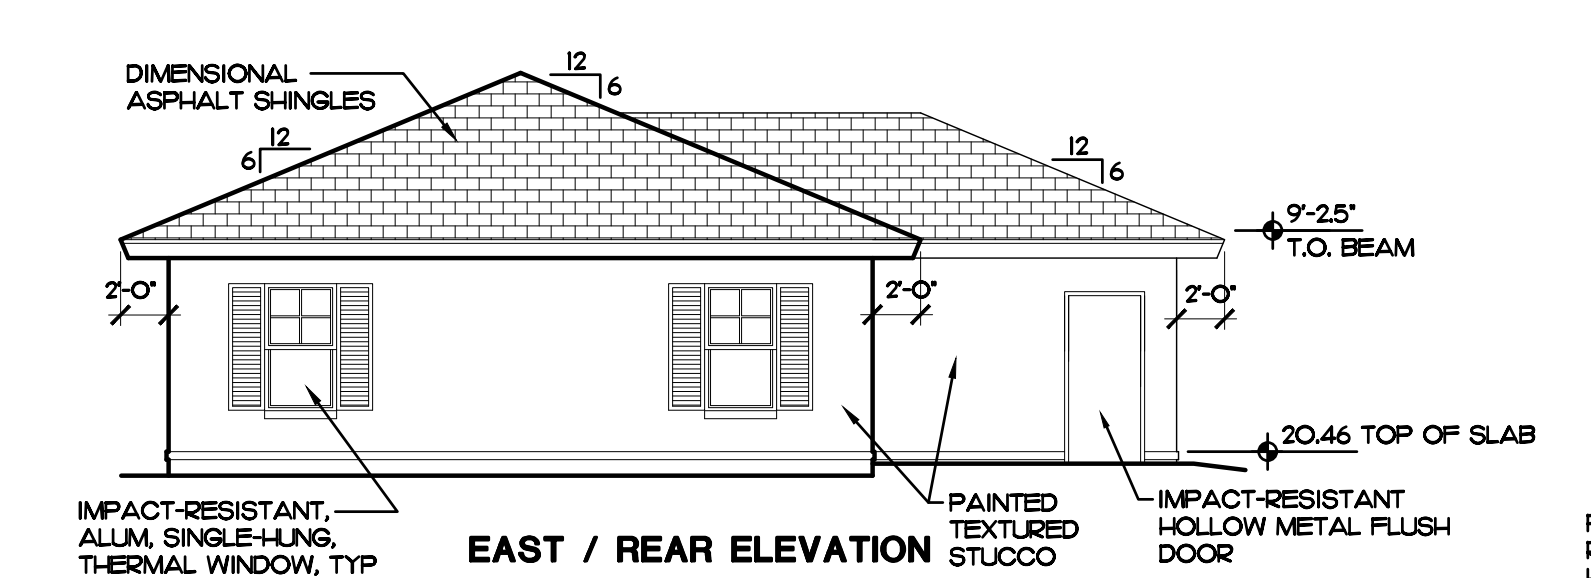 12
6
DIMENSIONAL
ASPHALT SHINGLES
12
6
12
6
9'-2.5"
T.O. BEAM
2'-0"
2'-0"
2'-0"
20.46 TOP OF SLAB
IMPACT-RESISTANT,
ALUM, SINGLE-HUNG,
THERMAL WINDOW, TYP
EAST / REAR ELEVATION
PAINTED
TEXTURED
STUCCO
IMPACT-RESISTANT
HOLLOW METAL FLUSH
DOOR